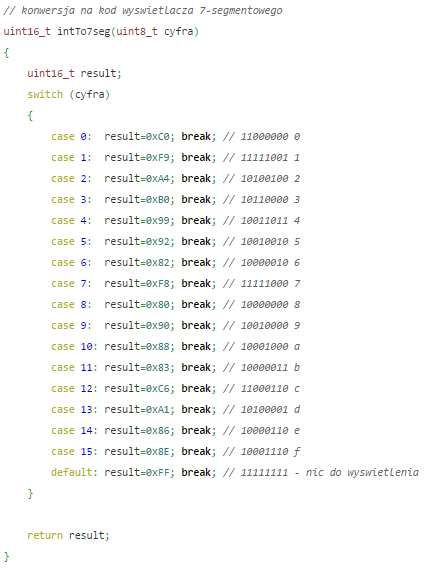 // konwersja na kod wyswietlacza 7-segmentowego
uint16_t intTo7seg(uint8_t cyfra)
{
    uint16_t result;
    switch (cyfra)
    {
        case 0:  result=0xC0; break; // 11000000 0
        case 1:  result=0xF9; break; // 11111001 1
        case 2:  result=0xA4; break; // 10100100 2
        case 3:  result=0xB0; break; // 10110000 3
        case 4:  result=0x99; break; // 10011011 4
        case 5:  result=0x92; break; // 10010010 5
        case 6:  result=0x82; break; // 10000010 6
        case 7:  result=0xF8; break; // 11111000 7
        case 8:  result=0x80; break; // 10000000 8
        case 9:  result=0x90; break; // 10010000 9
        case 10: result=0x88; break; // 10001000 a
        case 11: result=0x83; break; // 10000011 b
        case 12: result=0xC6; break; // 11000110 c
        case 13: result=0xA1; break; // 10100001 d
        case 14: result=0x86; break; // 10000110 e
        case 15: result=0x8E; break; // 10001110 f
        default: result=0xFF; break; // 11111111 - nic do wyswietlenia
    }

    return result;
}